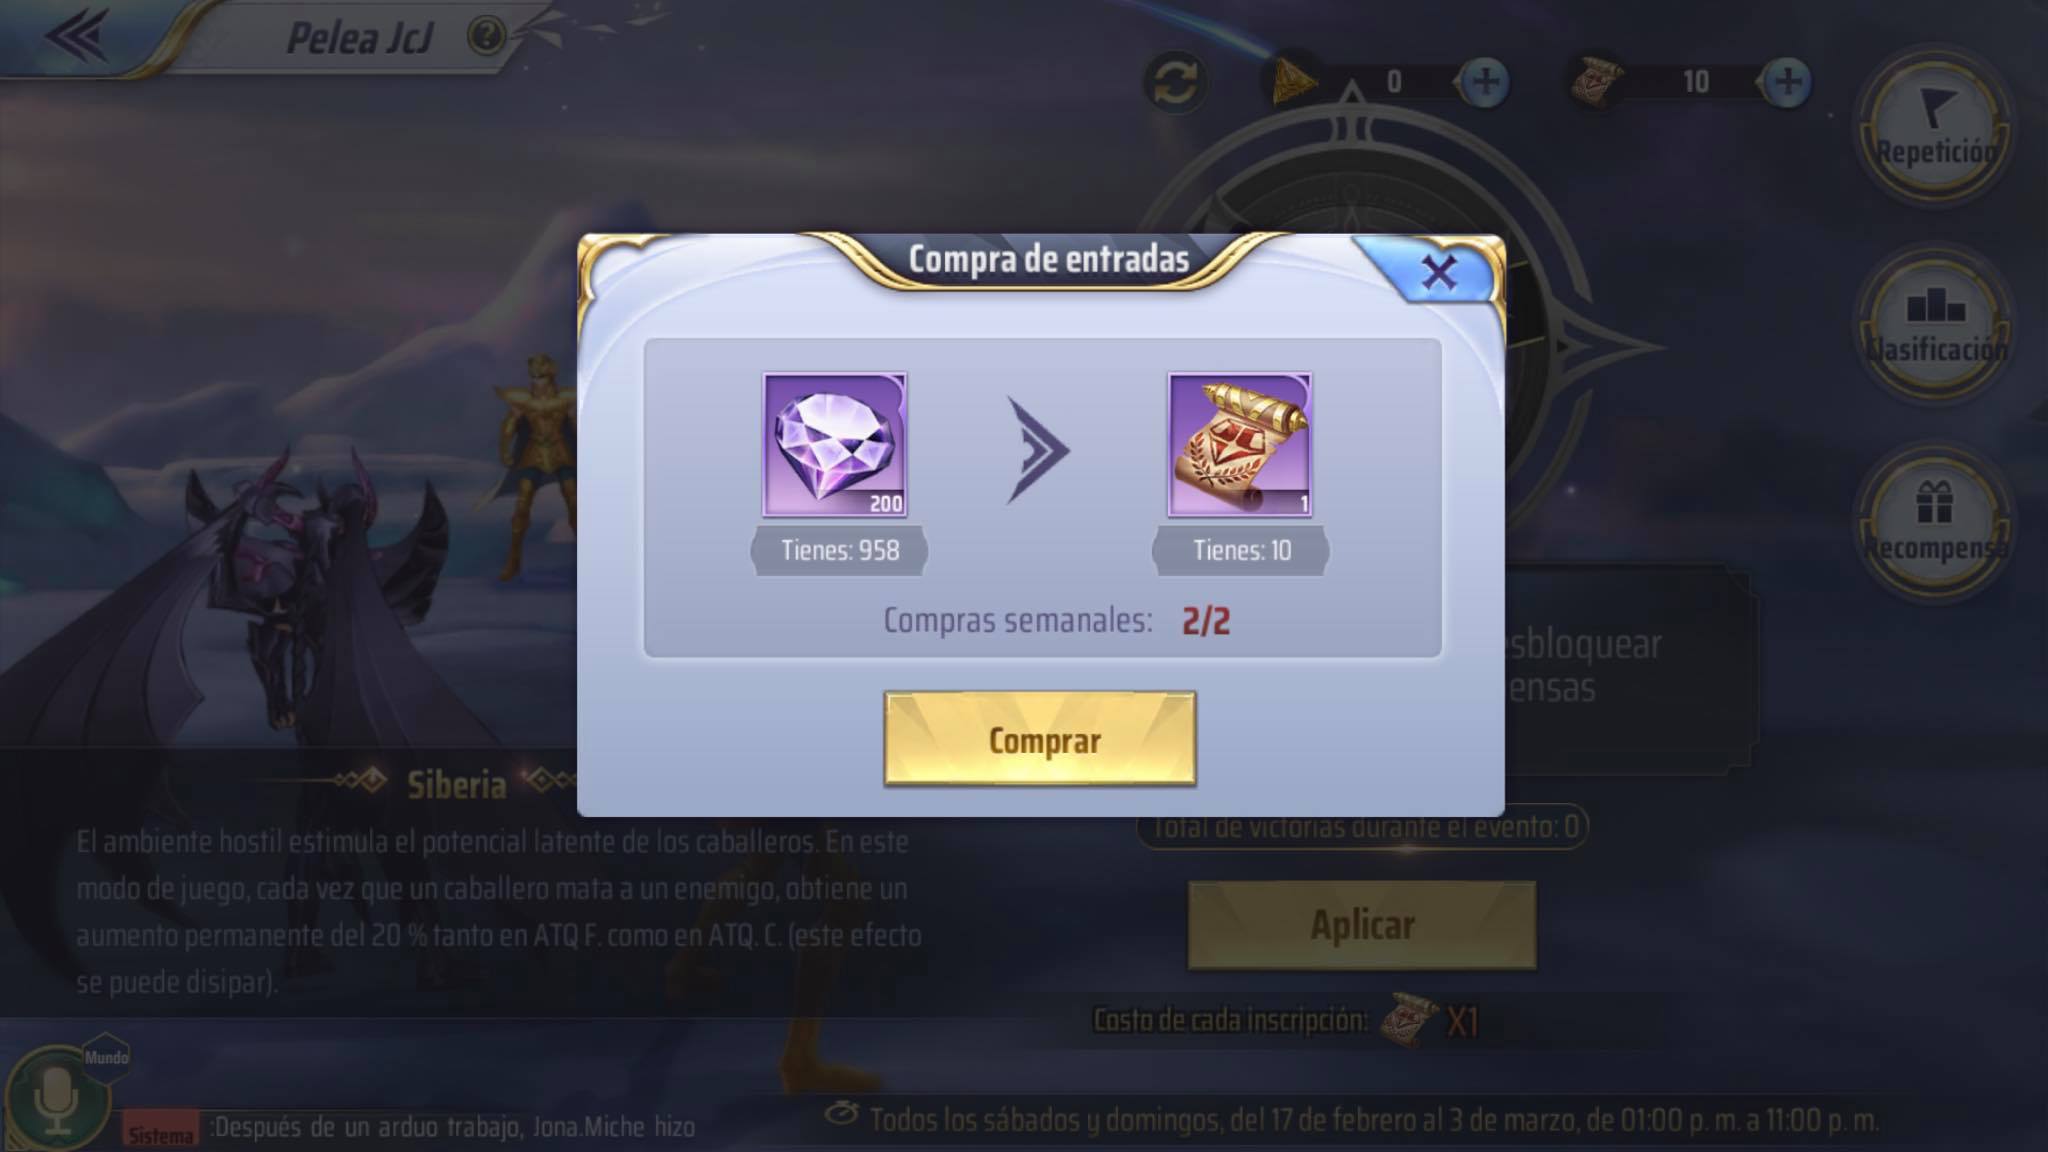 Pelea JcJ
?
0
10
Repetición
Clasificación
Recompensa
Compra de entradas
200
1
Tienes: 958
Tienes: 10
Compras semanales: 2/2
Comprar
sbloquear
ensas
Siberia
El ambiente hostil estimula el potencial latente de los caballeros. En este
modo de juego, cada vez que un caballero mata a un enemigo, obtiene un
aumento permanente del 20 % tanto en ATQ F. como en ATQ. C. (este efecto
se puede disipar).
Total de victorias durante el evento: 0
Aplicar
Costo de cada inscripción: X1
Mundo
Sistema :Después de un arduo trabajo, Jona.Miche hizo
Todos los sábados y domingos, del 17 de febrero al 3 de marzo, de 01:00 p. m. a 11:00 p. m.